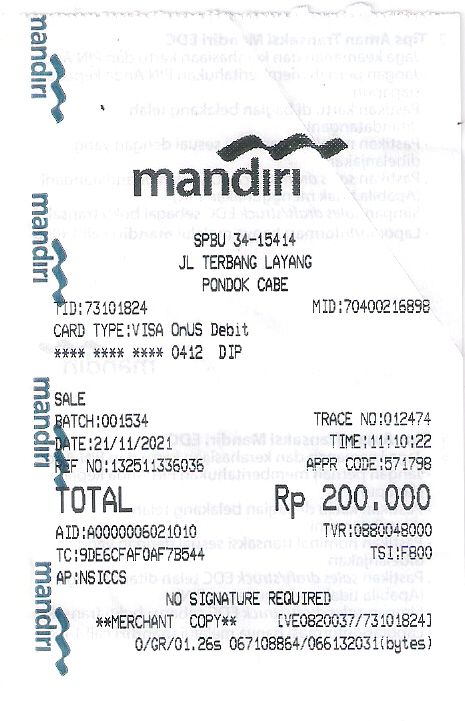 mandiri
SPBU 34-15414
JL TERBANG LAYANG
PONDOK CABE
TID:73101824 MID:70400216898
CARD TYPE:VISA OnUS Debit
**** **** **** 0412 DIP
SALE
BATCH:001534 TRACE NO:012474
DATE:21/11/2021 TIME:11:10:22
REF NO:132511336036 APPR CODE:571798
TOTAL Rp 200.000
AID:A0000006021010 TVR:0880048000
TC:9DE6CFAF0AF7B544 TSI:F800
AP:NSICCS
NO SIGNATURE REQUIRED
**MERCHANT COPY** [VE0820037/73101824]
0/GR/01.26s 067108864/066132031(bytes)
mandiri
mandiri
mandiri
mandiri